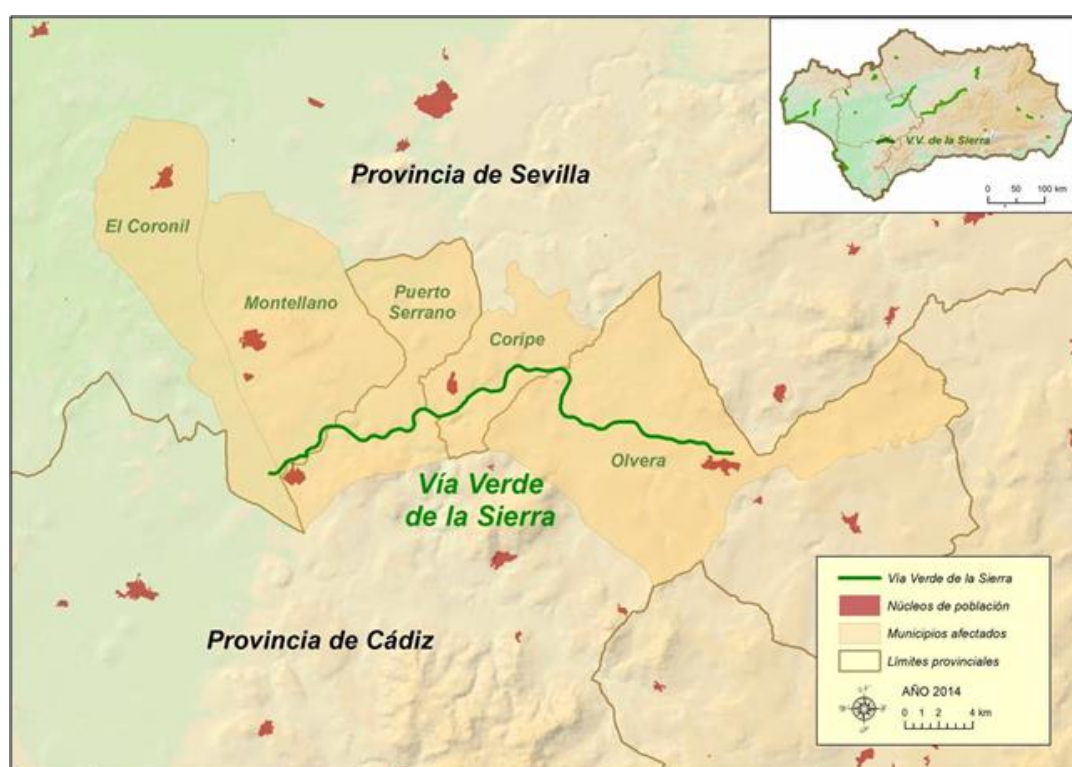 V.V. de la Sierra
0 50 100 km
Provincia de Sevilla
El Coronil
Montellano
Puerto
Serrano
Coripe
Olvera
Vía Verde
de la Sierra
Provincia de Cádiz
Vía Verde de la Sierra
Núcleos de población
Municipios afectados
Límites provinciales
AÑO 2014
0 1 2 4 km